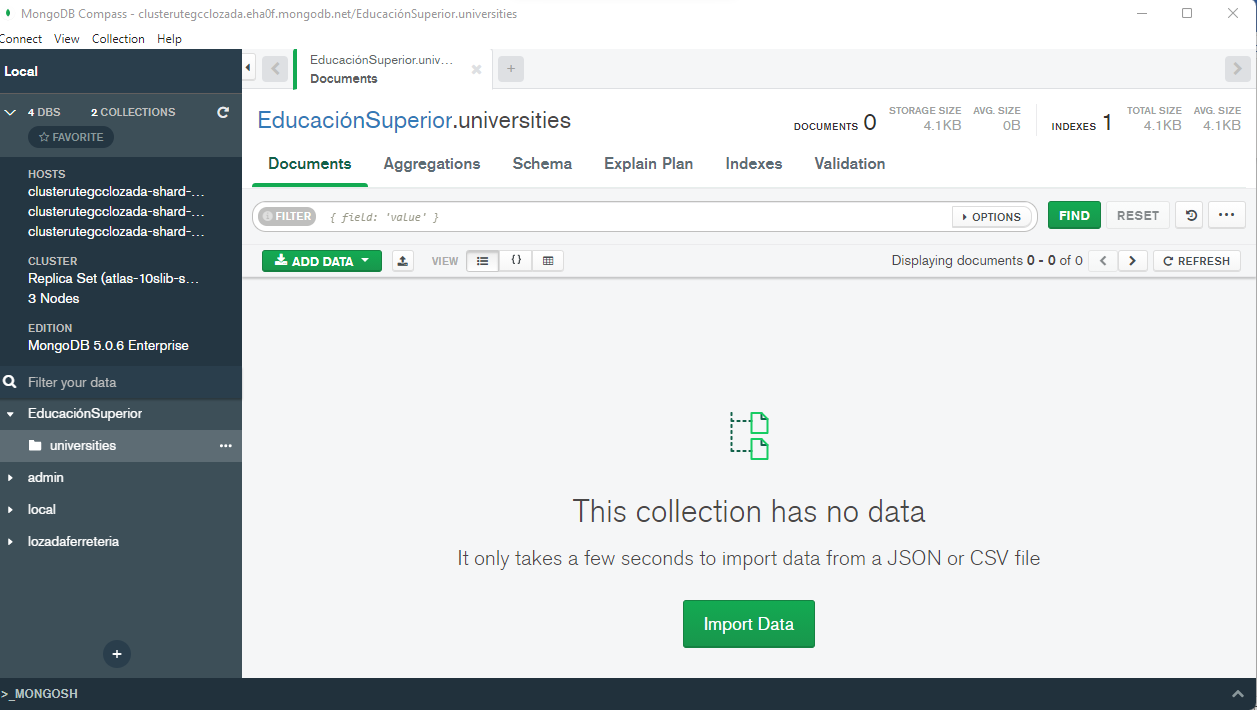 MongoDB Compass - clusterutegcclozada.eha0f.mongodb.net/EducaciónSuperior.universities
Connect View Collection Help
Local
4 DBS 2 COLLECTIONS
FAVORITE
HOSTS
clusterutegcclozada-shard-...
clusterutegcclozada-shard-...
clusterutegcclozada-shard-...
CLUSTER
Replica Set (atlas-10slib-s...
3 Nodes
EDITION
MongoDB 5.0.6 Enterprise
Filter your data
EducaciónSuperior
universities
admin
local
lozadaferreteria
EducaciónSuperior.univ...
Documents
EducaciónSuperior.universities
DOCUMENTS 0
STORAGE SIZE
4.1KB
AVG. SIZE
0B
INDEXES 1
TOTAL SIZE
4.1KB
AVG. SIZE
4.1KB
Documents Aggregations Schema Explain Plan Indexes Validation
FILTER { field: 'value' } OPTIONS FIND RESET
ADD DATA VIEW {} Displaying documents 0 - 0 of 0 REFRESH
This collection has no data
It only takes a few seconds to import data from a JSON or CSV file
Import Data
>_MONGOSH